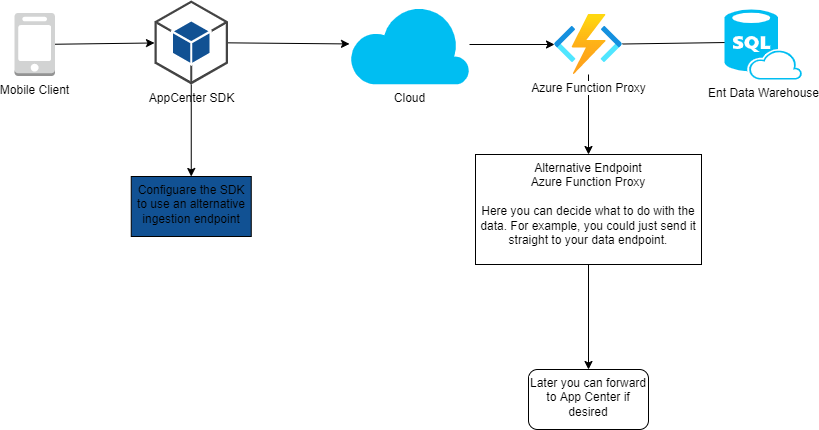 SQL
Mobile Client
AppCenter SDK
Cloud
Azure Function Proxy
Ent Data Warehouse
Configuare the SDK
to use an alternative
ingestion endpoint
Alternative Endpoint
Azure Function Proxy
Here you can decide what to do with the
data. For example, you could just send it
straight to your data endpoint.
Later you can forward
to App Center if
desired